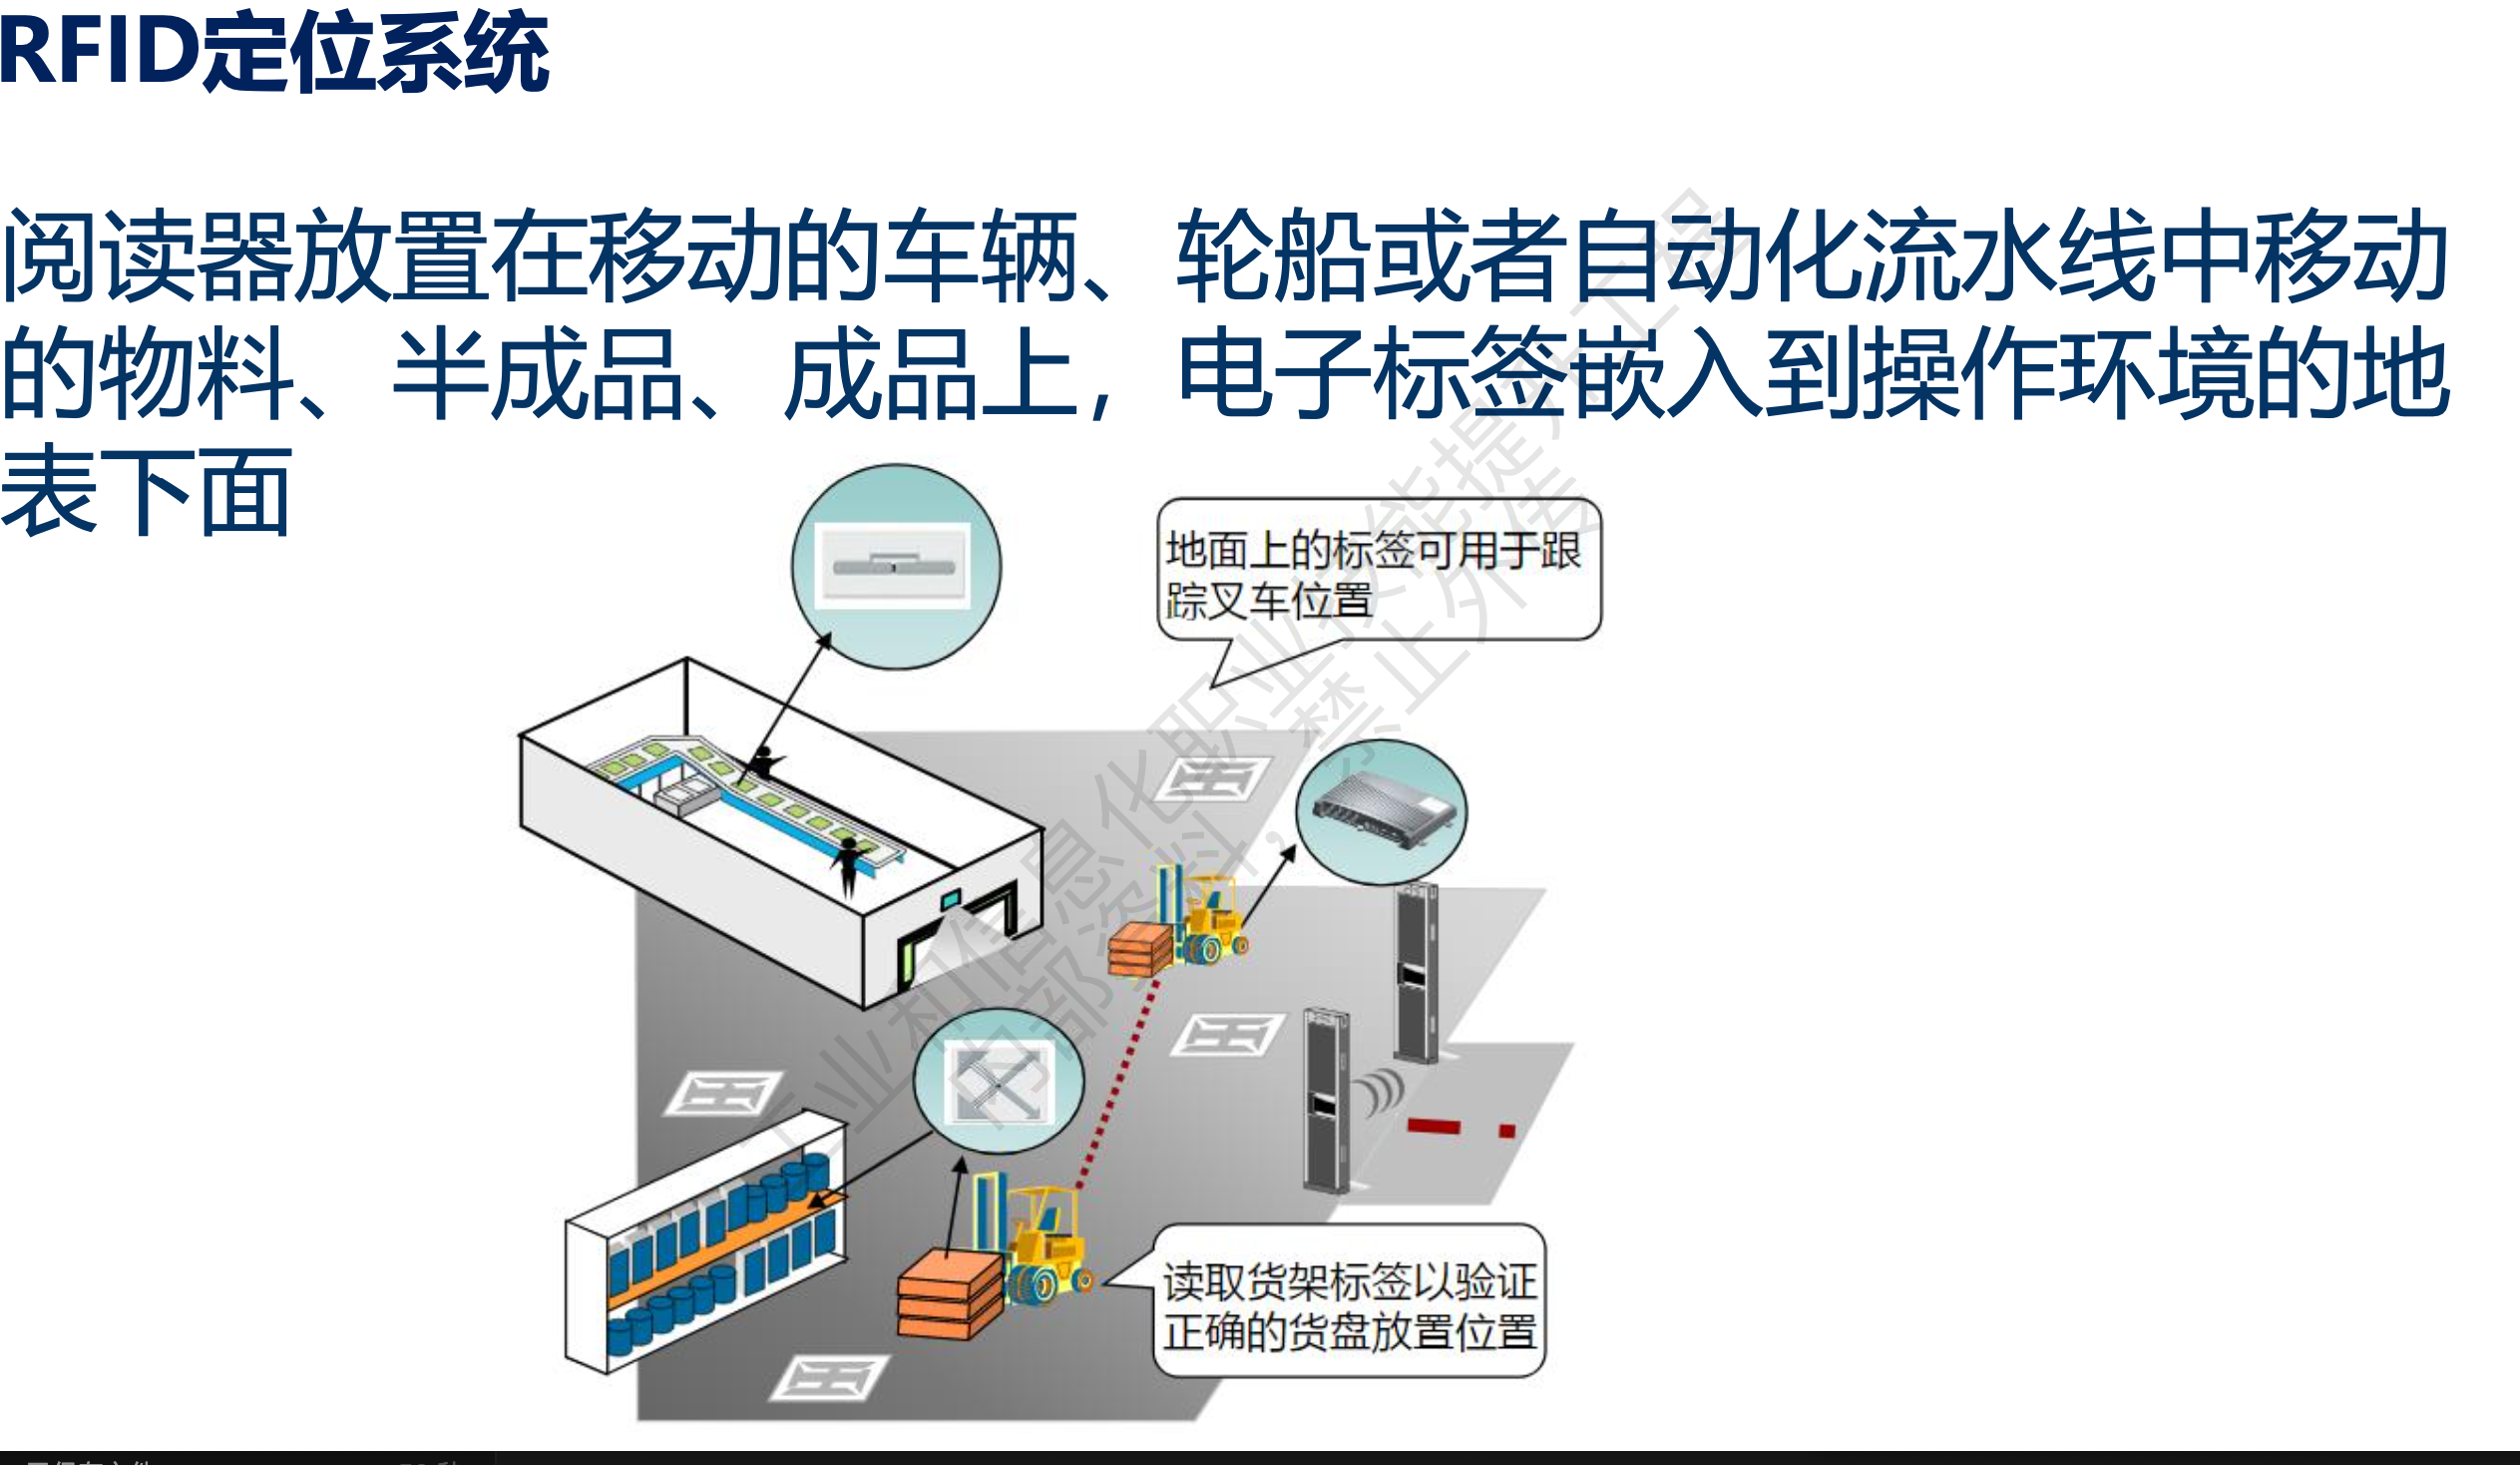 RFID定位系统
阅读器放置在移动的车辆、轮船或者自动化流水线中移动
的物料、半成品、成品上，电子标签嵌入到操作环境的地
表下面
地面上的标签可用于跟
踪叉车位置
读取货架标签以验证
正确的货盘放置位置
工业和信息化职业技能提升工程
内部资料，禁止外传